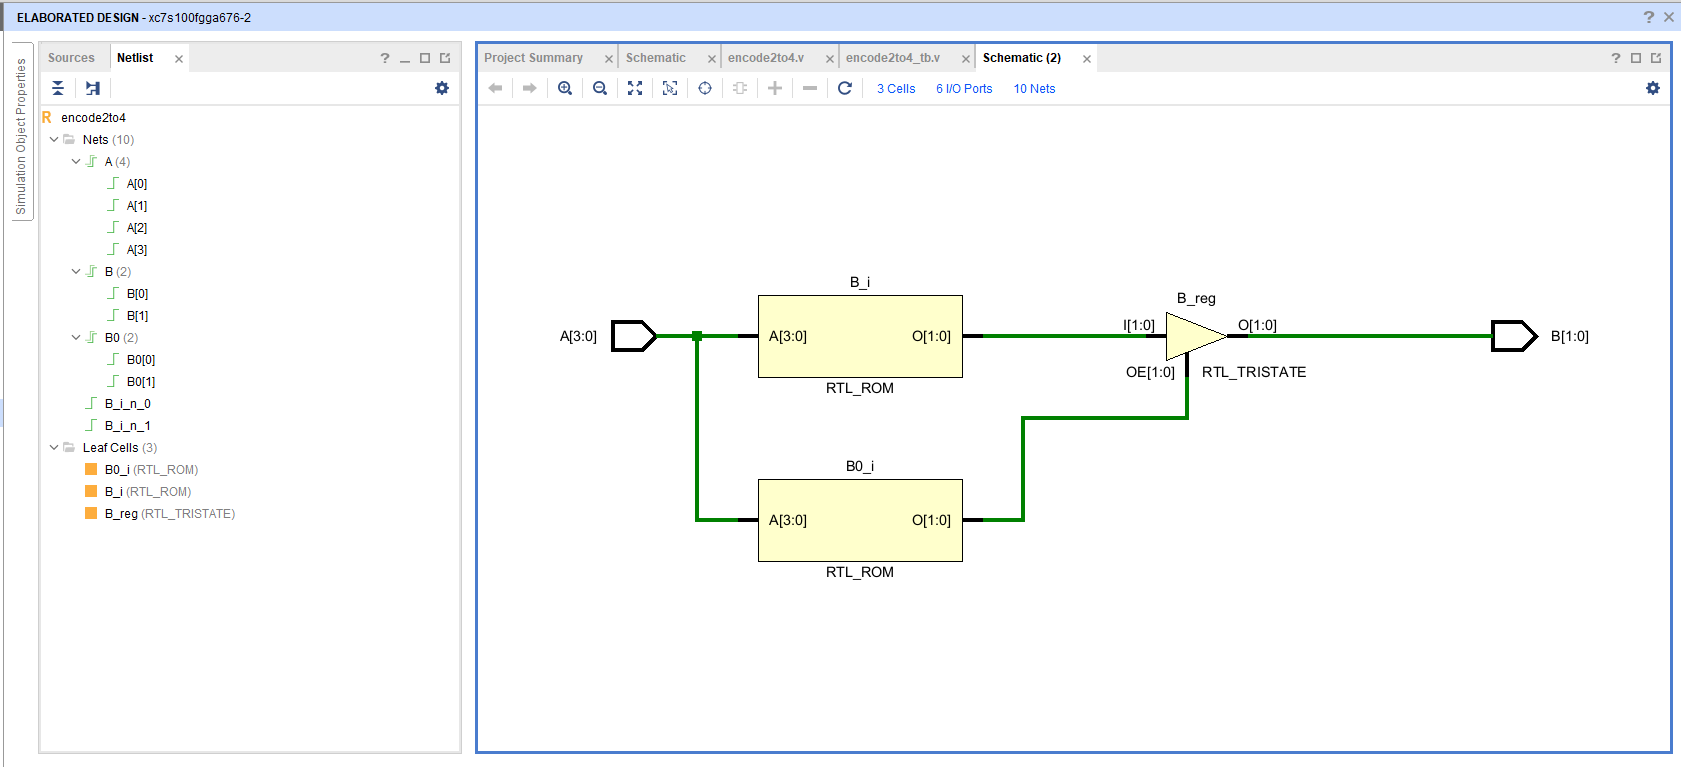 ELABORATED DESIGN - xc7s100fgga676-2
?
Simulation Object Properties
Sources Netlist ?
R encode2to4
Nets (10)
A (4)
A[0]
A[1]
A[2]
A[3]
B (2)
B[0]
B[1]
B0 (2)
B0[0]
B0[1]
B_i_n_0
B_i_n_1
Leaf Cells (3)
B0_i (RTL_ROM)
B_i (RTL_ROM)
B_reg (RTL_TRISTATE)
Project Summary Schematic encode2to4.v encode2to4_tb.v Schematic (2) ?
3 Cells 6 I/O Ports 10 Nets
B_i
A[3:0] A[3:0] O[1:0]
RTL_ROM
B_reg
I[1:0] O[1:0]
OE[1:0] RTL_TRISTATE
B[1:0]
B0_i
A[3:0] O[1:0]
RTL_ROM